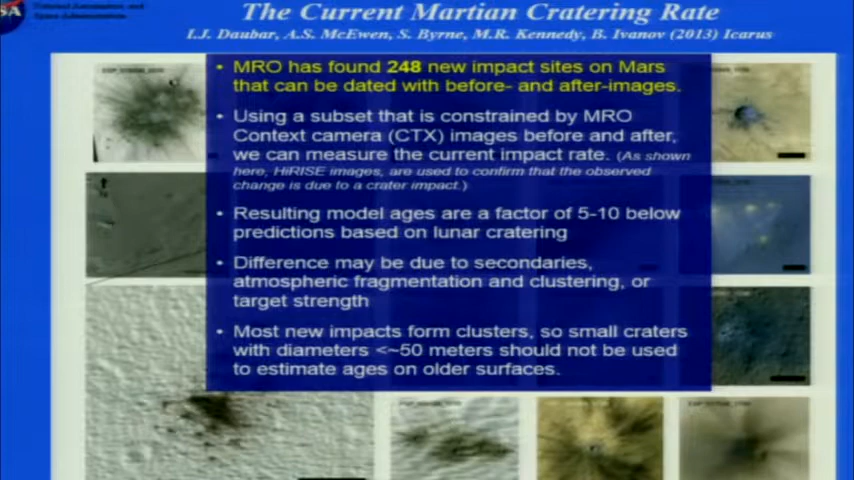 The Current Martian Cratering Rate
I.J. Daubar, A.S. McEwen, S. Byrne, M.R. Kennedy, B. Ivanov (2013) Icarus
• MRO has found 248 new impact sites on Mars
that can be dated with before- and after-images.
• Using a subset that is constrained by MRO
Context camera (CTX) images before and after,
we can measure the current impact rate. (As shown
here, HiRISE images, are used to confirm that the observed
change is due to a crater impact.)
• Resulting model ages are a factor of 5-10 below
predictions based on lunar cratering
• Difference may be due to secondaries,
atmospheric fragmentation and clustering, or
target strength
• Most new impacts form clusters, so small craters
with diameters <~50 meters should not be used
to estimate ages on older surfaces.